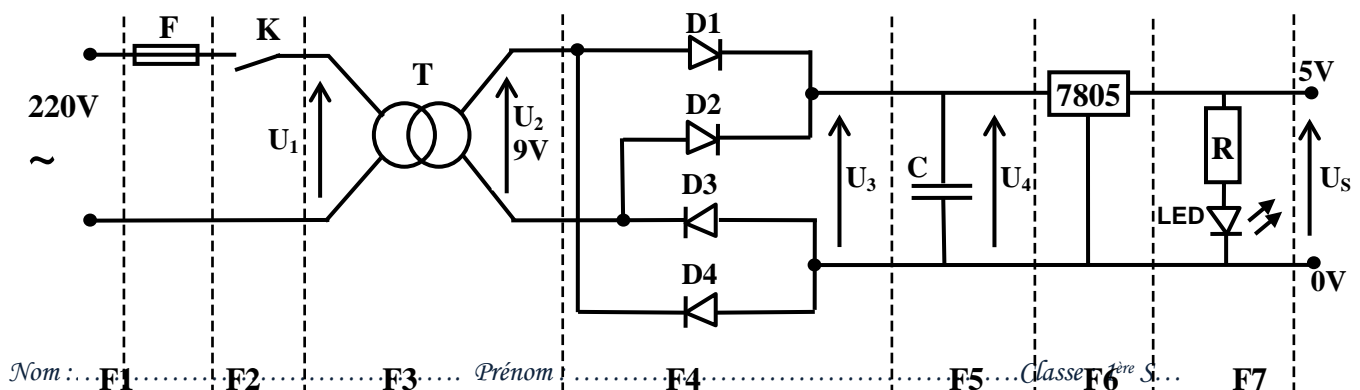 F
K
D1
T
D2
D3
D4
220V
~
U1
U2
9V
U3
C
U4
7805
5V
R
LED
US
0V
Nom :.............................................. Prénom :..............................................Classe 1ère S....
F1
F2
F3
F4
F5
F6
F7